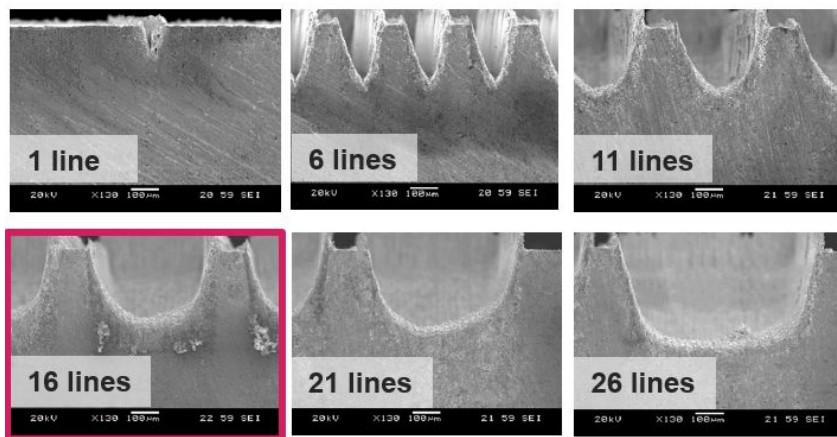 1 line
20kV X130 100µm 20 59 SEI
6 lines
20kV X130 100µm 20 59 SEI
11 lines
20kV X130 100µm 21 59 SEI
16 lines
20kV X130 100µm 22 59 SEI
21 lines
20kV X130 100µm 21 59 SEI
26 lines
20kV X130 100µm 21 59 SEI